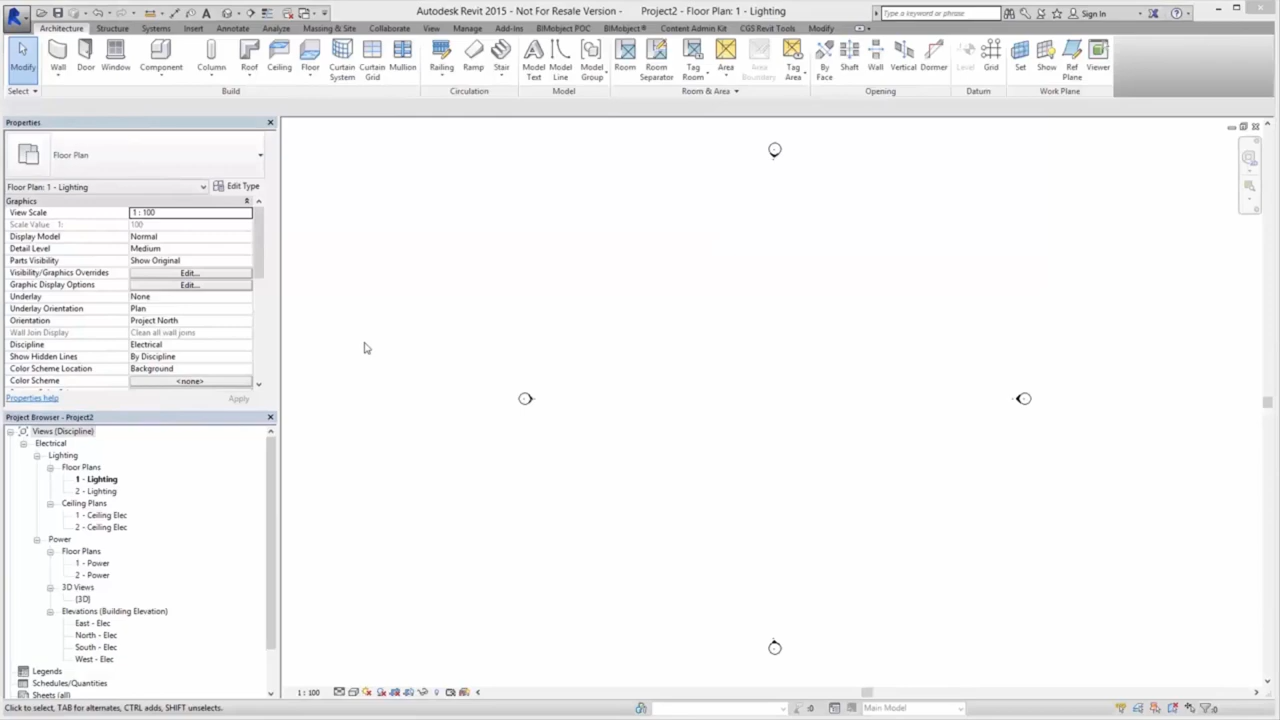 Autodesk Revit 2015 - Not For Resale Version - Project2 - Floor Plan: 1 - Lighting
Type a keyword or phrase
Sign In
Architecture Structure Systems Insert Annotate Analyze Massing & Site Collaborate View Manage Add-Ins BIMobject POC BIMobject® Content Admin Kit CGS Revit Tools Modify
Modify Wall Door Window Component Column Roof Ceiling Floor Curtain System Curtain Grid Mullion Railing Ramp Stair Model Text Model Line Model Group Room Room Separator Tag Room Area Area Boundary Tag Area By Face Shaft Wall Vertical Dormer Level Grid Set Show Ref Plane Viewer
Select Build Circulation Model Room & Area Opening Datum Work Plane
Properties
Floor Plan
Floor Plan: 1 - Lighting Edit Type
Graphics
View Scale 1 : 100
Scale Value 1: 100
Display Model Normal
Detail Level Medium
Parts Visibility Show Original
Visibility/Graphics Overrides Edit...
Graphic Display Options Edit...
Underlay None
Underlay Orientation Plan
Orientation Project North
Wall Join Display Clean all wall joins
Discipline Electrical
Show Hidden Lines By Discipline
Color Scheme Location Background
Color Scheme <none>
Properties help Apply
Project Browser - Project2
Views (Discipline)
Electrical
Lighting
Floor Plans
1 - Lighting
2 - Lighting
Ceiling Plans
1 - Ceiling Elec
2 - Ceiling Elec
Power
Floor Plans
1 - Power
2 - Power
3D Views
{3D}
Elevations (Building Elevation)
East - Elec
North - Elec
South - Elec
West - Elec
Legends
Schedules/Quantities
Sheets (all)
1 : 100
Click to select, TAB for alternates, CTRL adds, SHIFT unselects.
:0 Main Model :0